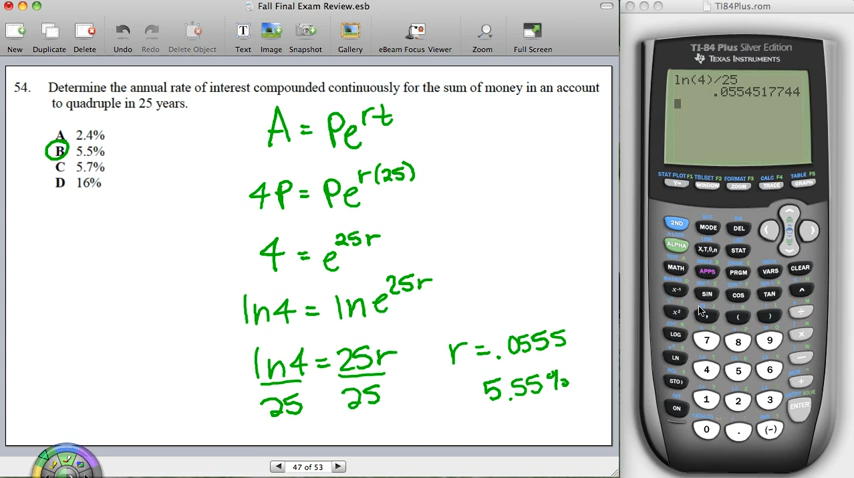 Fall Final Exam Review.esb
TI84Plus.rom
New Duplicate Delete Undo Redo Delete Object Text Image Snapshot Gallery eBeam Focus Viewer Zoom Full Screen
54. Determine the annual rate of interest compounded continuously for the sum of money in an account
to quadruple in 25 years.
A 2.4%
B 5.5%
C 5.7%
D 16%
A = Pe^rt
4P = Pe^r(25)
4 = e^25r
ln4 = ln e^25r
ln4 = 25r
25 25
r = .0555
5.55%
47 of 53
TI-84 Plus Silver Edition
TEXAS INSTRUMENTS
ln(4)/25
.0554517744
STAT PLOT F1 TBLSET F2 FORMAT F3 CALC F4 TABLE F5
Y= WINDOW ZOOM TRACE GRAPH
2ND MODE DEL
ALPHA X,T,θ,n STAT
MATH APPS PRGM VARS CLEAR
x⁻¹ SIN COS TAN ^
x² , ( ) ÷
LOG 7 8 9 ×
LN 4 5 6 −
STO› 1 2 3 +
ON 0 . (-) ENTER